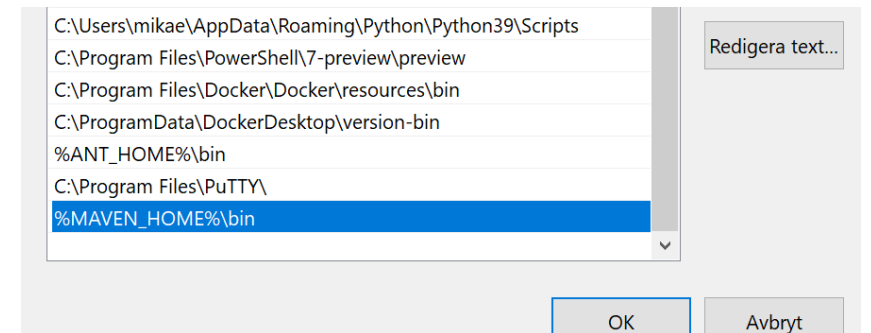 C:\Users\mikae\AppData\Roaming\Python\Python39\Scripts
Redigera text...
C:\Program Files\PowerShell\7-preview\preview
C:\Program Files\Docker\Docker\resources\bin
C:\ProgramData\DockerDesktop\version-bin
%ANT_HOME%\bin
C:\Program Files\PuTTY\
%MAVEN_HOME%\bin
OK
Avbryt